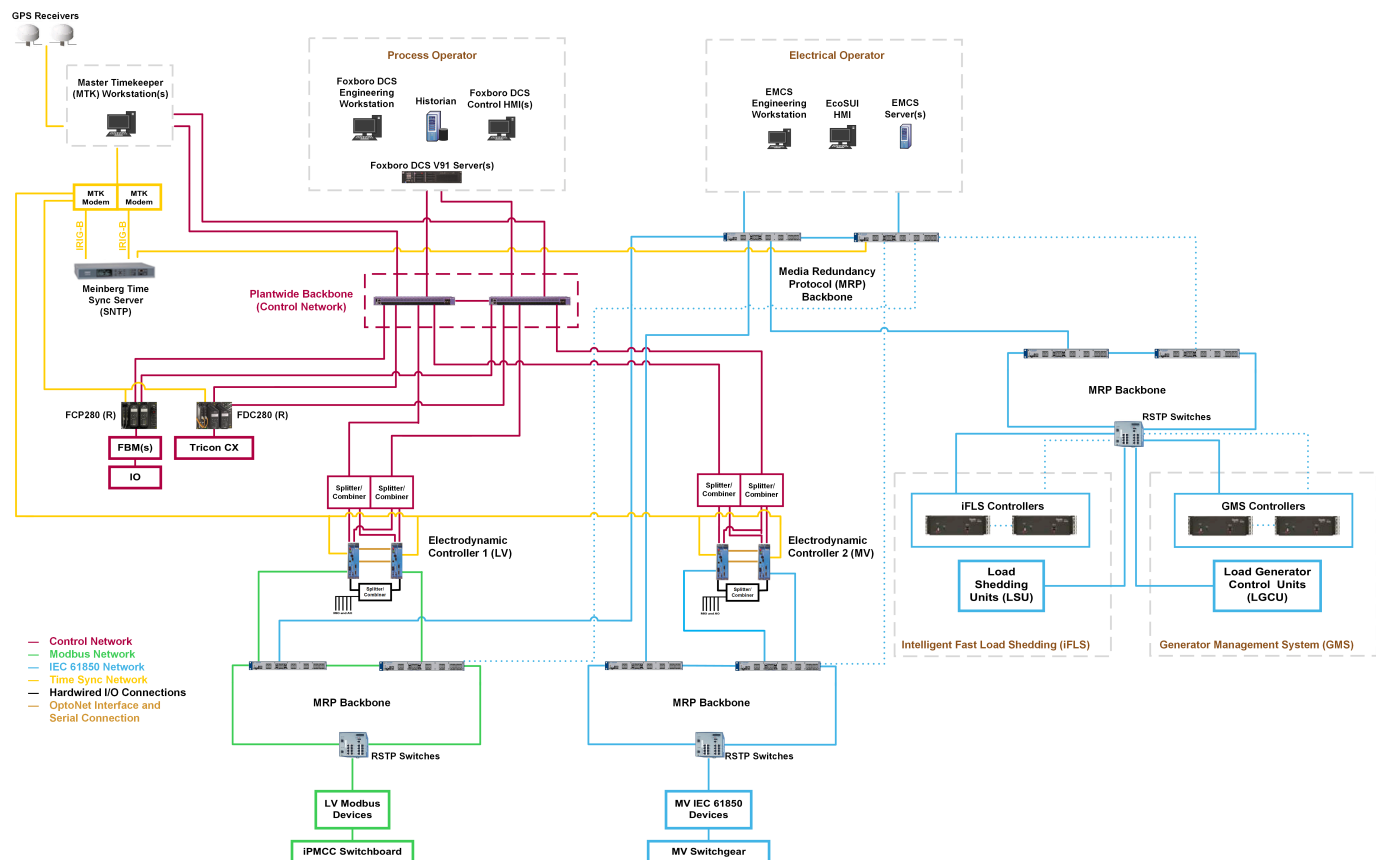 GPS Receivers
Master Timekeeper
(MTK) Workstation(s)
MTK
Modem
MTK
Modem
IRIG-B
IRIG-B
Meinberg Time
Sync Server
(SNTP)
Process Operator
Foxboro DCS
Engineering
Workstation
Historian
Foxboro DCS
Control HMI(s)
Foxboro DCS V91 Server(s)
Electrical Operator
EMCS
Engineering
Workstation
EcoSUI
HMI
EMCS
Server(s)
Plantwide Backbone
(Control Network)
Media Redundancy
Protocol (MRP)
Backbone
FCP280 (R)
FBM(s)
IO
FDC280 (R)
Tricon CX
Splitter/
Combiner
Splitter/
Combiner
Electrodynamic
Controller 1 (LV)
Splitter/
Combiner
Splitter/
Combiner
Splitter/
Combiner
Electrodynamic
Controller 2 (MV)
Splitter/
Combiner
MRP Backbone
RSTP Switches
iFLS Controllers
Load
Shedding
Units (LSU)
Intelligent Fast Load Shedding (iFLS)
GMS Controllers
Load Generator
Control Units
(LGCU)
Generator Management System (GMS)
Control Network
Modbus Network
IEC 61850 Network
Time Sync Network
Hardwired I/O Connections
OptoNet Interface and
Serial Connection
MRP Backbone
RSTP Switches
LV Modbus
Devices
iPMCC Switchboard
MRP Backbone
RSTP Switches
MV IEC 61850
Devices
MV Switchgear